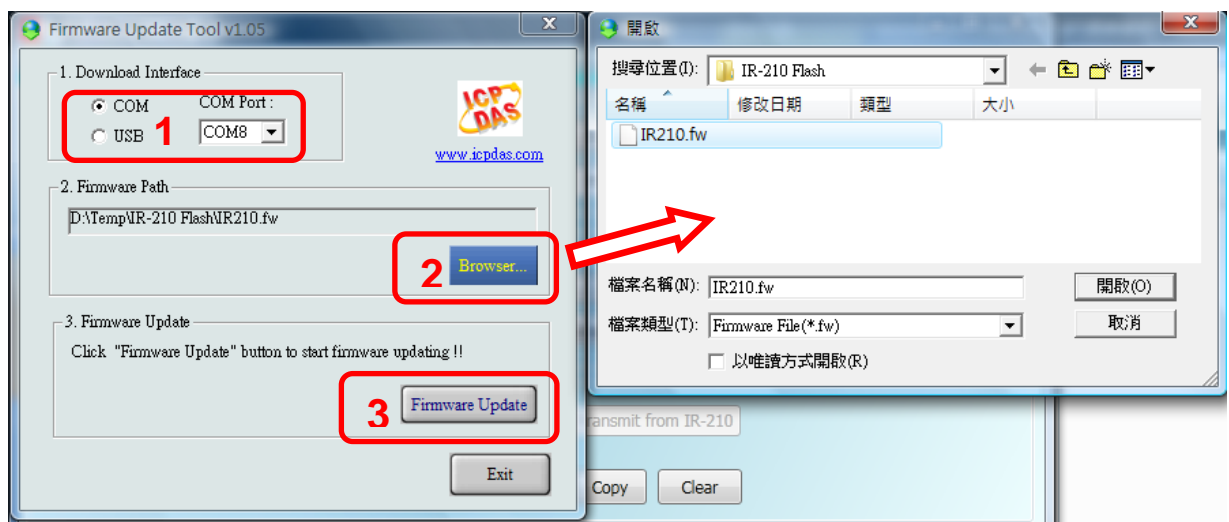 Firmware Update Tool v1.05
X
1. Download Interface
COM
COM Port :
USB
1
COM8
ICP
DAS
www.icpdas.com
2. Firmware Path
D:\Temp\IR-210 Flash\IR210.fw
2
Browser...
3. Firmware Update
Click "Firmware Update" button to start firmware updating !!
3
Firmware Update
Exit
開啟
X
搜尋位置(I):
IR-210 Flash
名稱 修改日期 類型 大小
IR210.fw
檔案名稱(N):
IR210.fw
開啟(O)
檔案類型(T):
Firmware File(*.fw)
取消
以唯讀方式開啟(R)
ransmit from IR-210
Copy
Clear